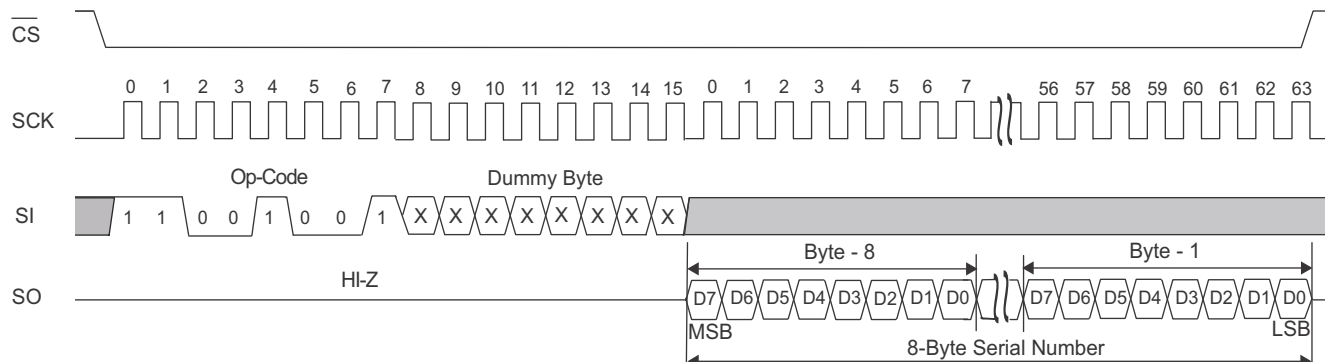 CS
0 1 2 3 4 5 6 7 8 9 10 11 12 13 14 15 0 1 2 3 4 5 6 7 56 57 58 59 60 61 62 63
SCK
Op-Code Dummy Byte
SI 1 1 0 0 1 0 0 1 X X X X X X X X
Byte - 8 Byte - 1
HI-Z
SO D7 D6 D5 D4 D3 D2 D1 D0 D7 D6 D5 D4 D3 D2 D1 D0
MSB LSB
8-Byte Serial Number